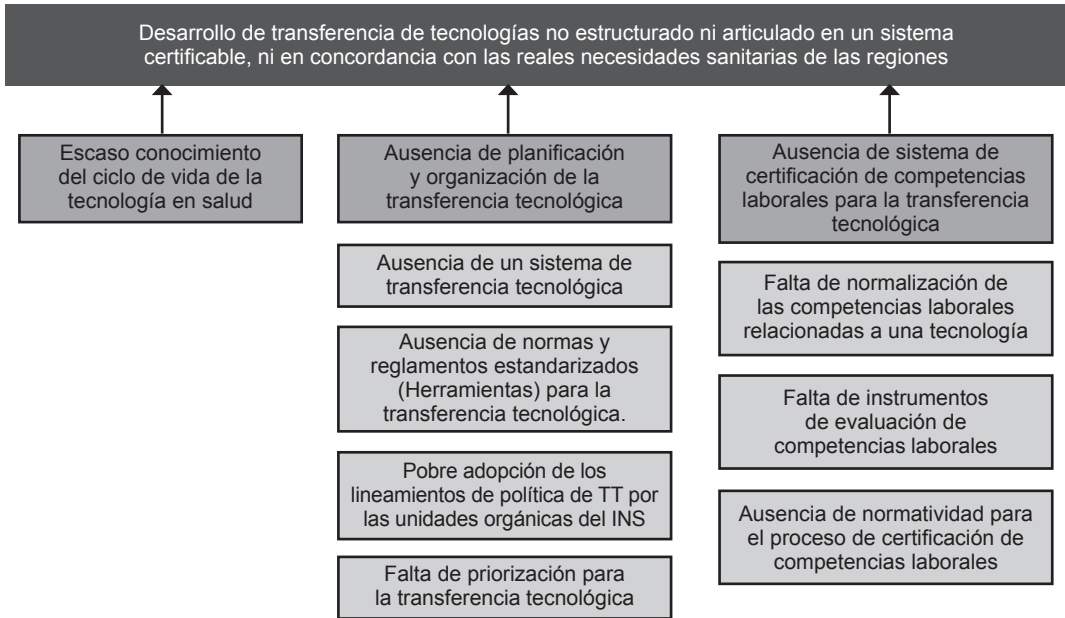 Desarrollo de transferencia de tecnologías no estructurado ni articulado en un sistema
certificable, ni en concordancia con las reales necesidades sanitarias de las regiones
Escaso conocimiento
del ciclo de vida de la
tecnología en salud
Ausencia de planificación
y organización de la
transferencia tecnológica
Ausencia de un sistema de
transferencia tecnológica
Ausencia de normas y
reglamentos estandarizados
(Herramientas) para la
transferencia tecnológica.
Pobre adopción de los
lineamientos de política de TT por
las unidades orgánicas del INS
Falta de priorización para
la transferencia tecnológica
Ausencia de sistema de
certificación de competencias
laborales para la transferencia
tecnológica
Falta de normalización de
las competencias laborales
relacionadas a una tecnología
Falta de instrumentos
de evaluación de
competencias laborales
Ausencia de normatividad para
el proceso de certificación de
competencias laborales